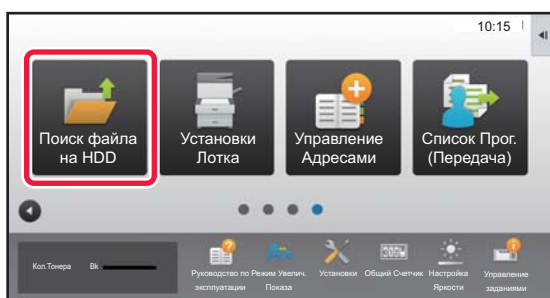 10:15
Поиск файла
на HDD
Установки
Лотка
Управление
Адресами
Список Прог.
(Передача)
Кол.Тонера Bk
Руководство по
эксплуатации
Режим Увелич.
Показа
Установки
Общий Счетчик
Настройка
Яркости
Управление
заданиями